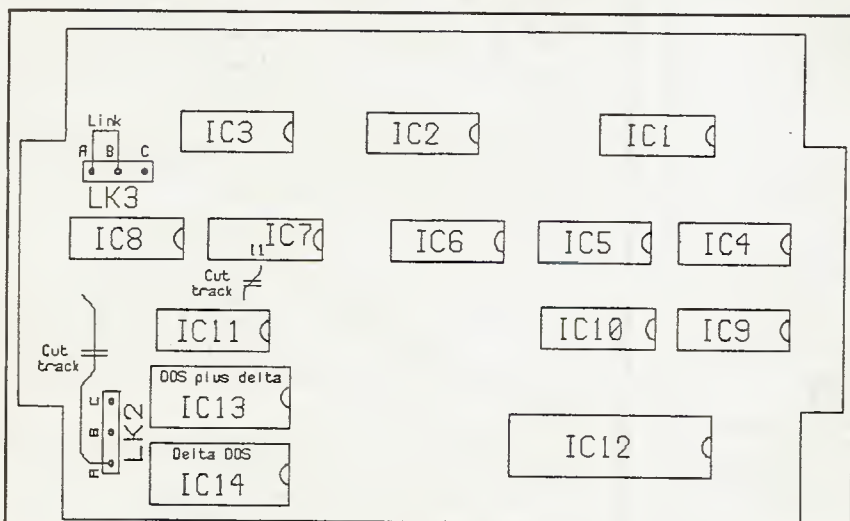 Link
A B C
LK3
IC3
IC2
IC1
IC8
IC7
11
Cut
track
IC6
IC5
IC4
IC11
IC10
IC9
Cut
track
DOS plus delta
IC13
C
B
A
LK2
Delta DOS
IC14
IC12